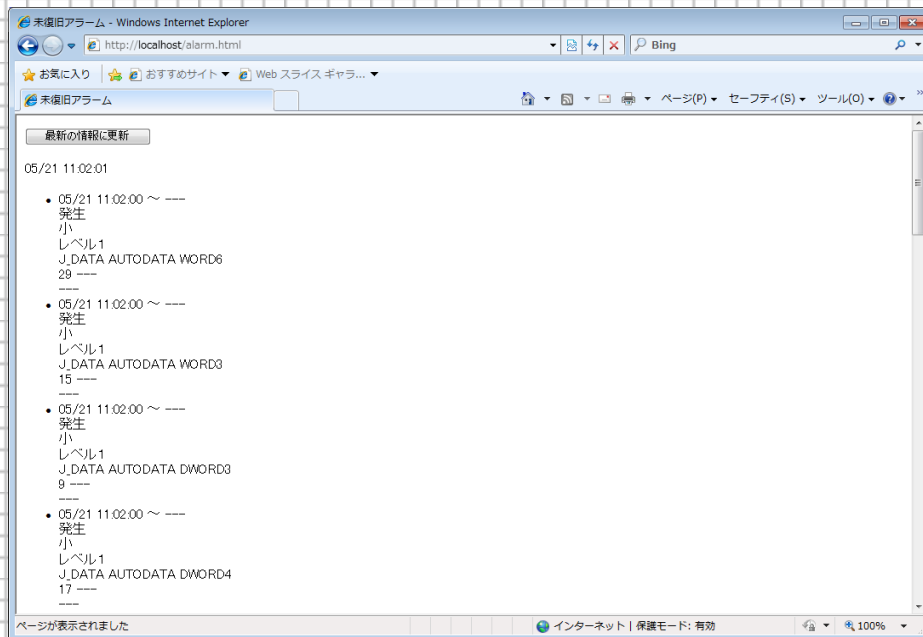 未復旧アラーム - Windows Internet Explorer
http://localhost/alarm.html
Bing
お気に入り
おすすめサイト
Web スライス ギャラ...
未復旧アラーム
ページ(P)
セーフティ(S)
ツール(O)
最新の情報に更新
05/21 11:02:01
05/21 11:02:00 ～ ---
発生
小
レベル1
J_DATA AUTODATA WORD6
29 ---
---
05/21 11:02:00 ～ ---
発生
小
レベル1
J_DATA AUTODATA WORD3
15 ---
---
05/21 11:02:00 ～ ---
発生
小
レベル1
J_DATA AUTODATA DWORD3
9 ---
---
05/21 11:02:00 ～ ---
発生
小
レベル1
J_DATA AUTODATA DWORD4
17 ---
---
ページが表示されました
インターネット | 保護モード: 有効
100%